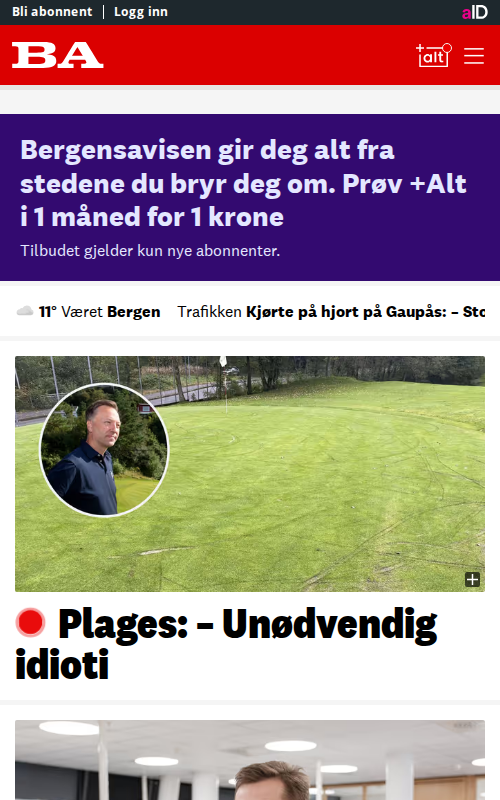 Bli abonnent | Logg inn
aID
BA
+alt
Bergensavisen gir deg alt fra
stedene du bryr deg om. Prøv +Alt
i 1 måned for 1 krone
Tilbudet gjelder kun nye abonnenter.
11° Været Bergen Trafikken Kjørte på hjort på Gaupås: – Sto
Plages: – Unødvendig
idioti